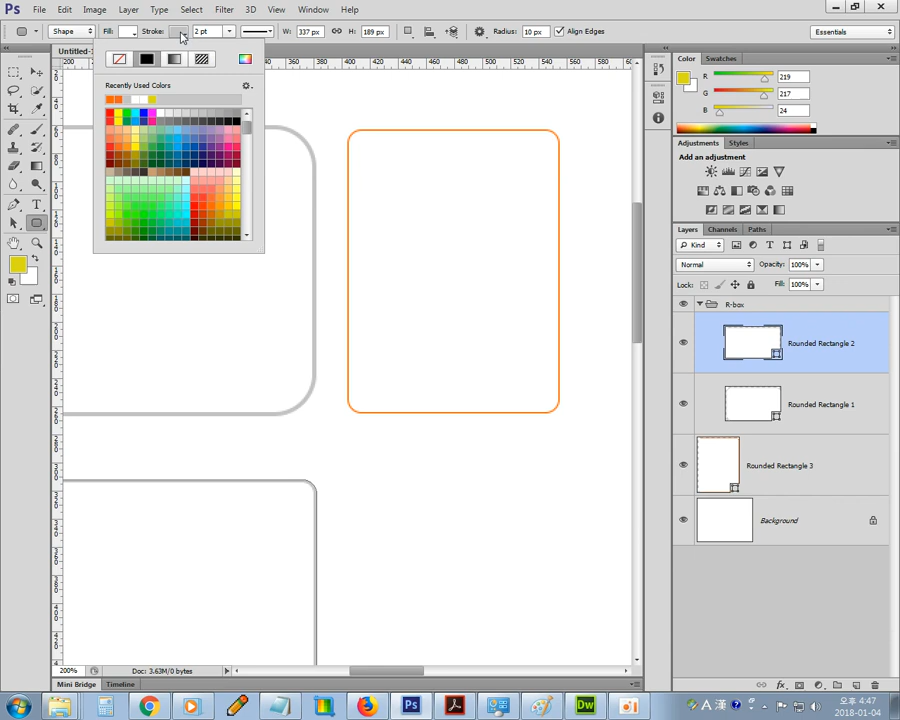 Ps File Edit Image Layer Type Select Filter 3D View Window Help
Shape Fill: Stroke: 2 pt W: 337 px H: 189 px Radius: 10 px Align Edges Essentials
Untitled-
Recently Used Colors
Color Swatches
R 219
G 217
B 24
Adjustments Styles
Add an adjustment
Layers Channels Paths
Kind
Normal Opacity: 100%
Lock: Fill: 100%
R-box
Rounded Rectangle 2
Rounded Rectangle 1
Rounded Rectangle 3
Background
200% Doc: 3.63M/0 bytes
Mini Bridge Timeline
Ps Dw A 漢
오후 4:47
2018-01-04